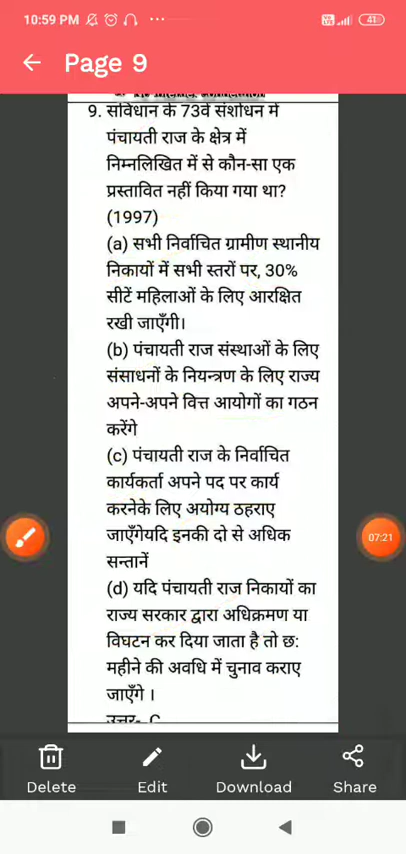 10:59 PM
41
Page 9
9. संविधान के 73वें संशोधन में
पंचायती राज के क्षेत्र में
निम्नलिखित में से कौन-सा एक
प्रस्तावित नहीं किया गया था?
(1997)
(a) सभी निर्वाचित ग्रामीण स्थानीय
निकायों में सभी स्तरों पर, 30%
सीटें महिलाओं के लिए आरक्षित
रखी जाएँगी।
(b) पंचायती राज संस्थाओं के लिए
संसाधनों के नियन्त्रण के लिए राज्य
अपने-अपने वित्त आयोगों का गठन
करेंगे
(c) पंचायती राज के निर्वाचित
कार्यकर्ता अपने पद पर कार्य
करनेके लिए अयोग्य ठहराए
जाएँगेयदि इनकी दो से अधिक
सन्तानें
(d) यदि पंचायती राज निकायों का
राज्य सरकार द्वारा अधिक्रमण या
विघटन कर दिया जाता है तो छ:
महीने की अवधि में चुनाव कराए
जाएँगे ।
उत्तर- C
07:21
Delete Edit Download Share